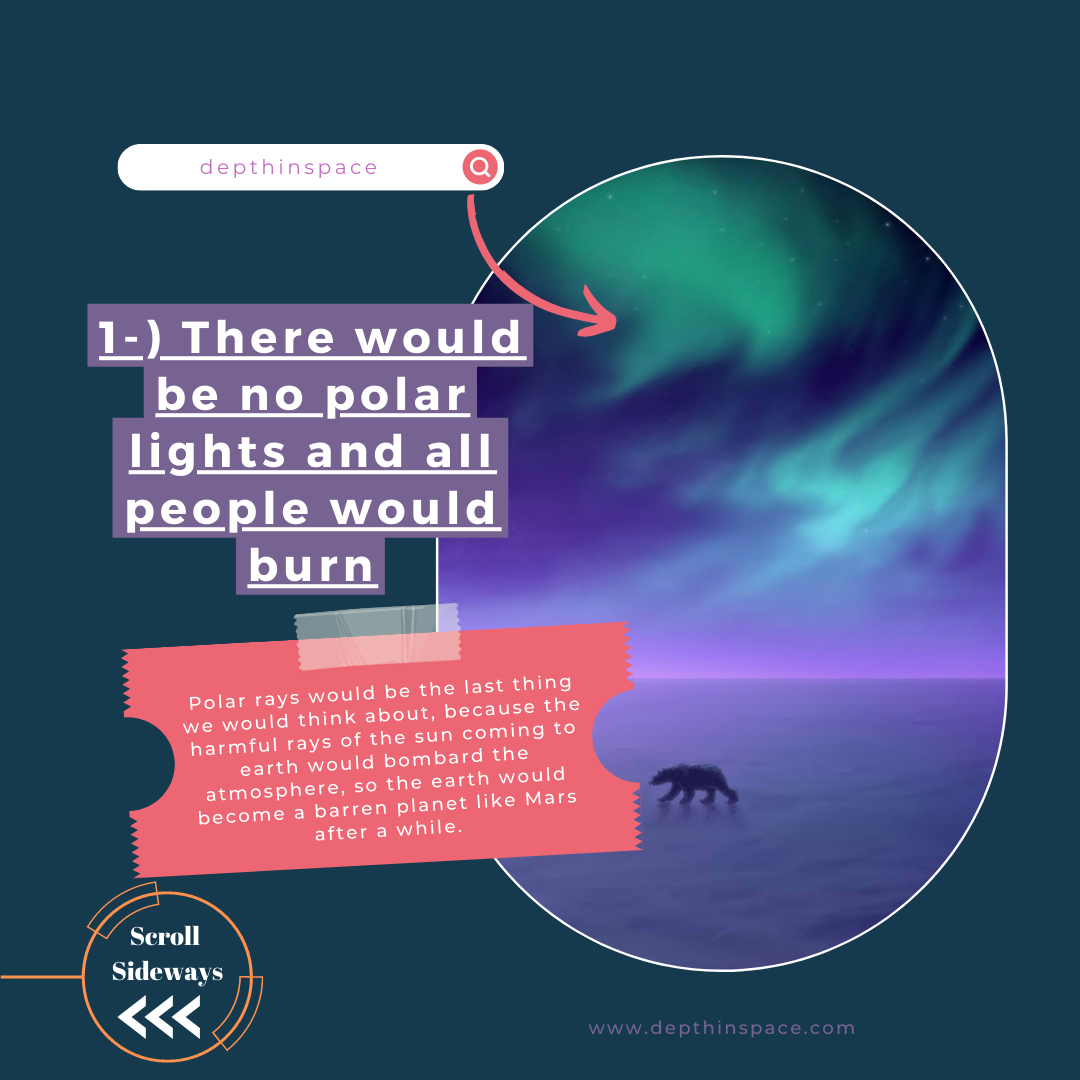 depthinspace
1-) There would
be no polar
lights and all
people would
burn
Polar rays would be the last thing
we would think about, because the
harmful rays of the sun coming to
earth would bombard the
atmosphere, so the earth would
become a barren planet like Mars
after a while.
Scroll
Sideways
www.depthinspace.com